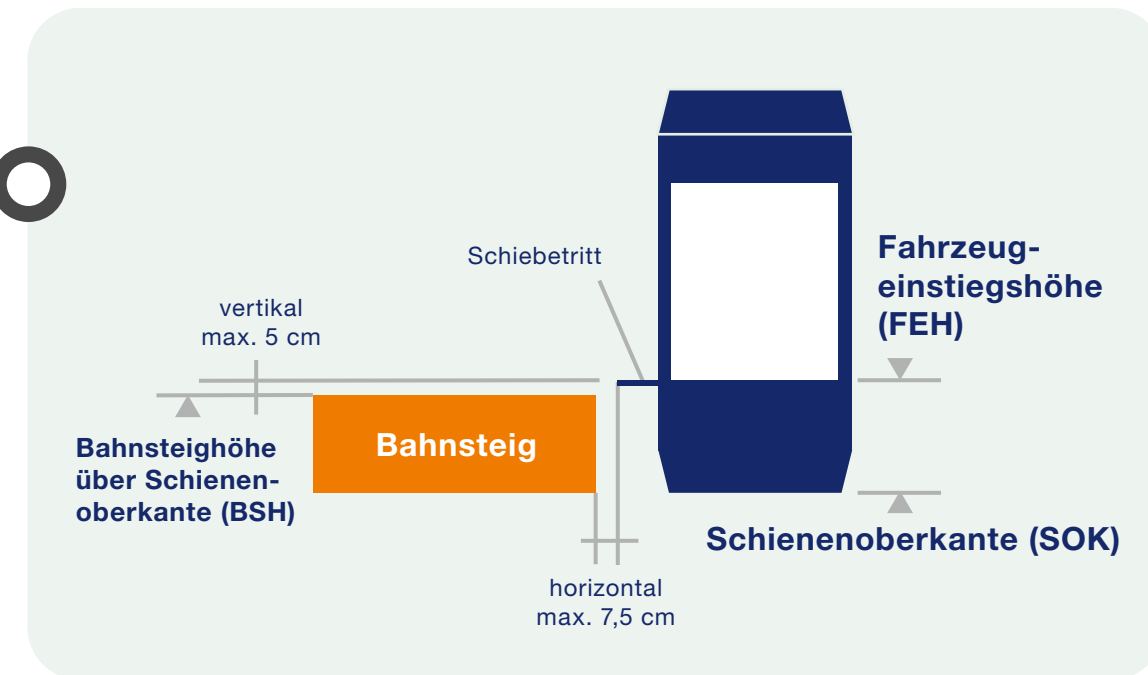 Schiebetritt
Fahrzeug-
einstiegshöhe
(FEH)
vertikal
max. 5 cm
Bahnsteighöhe
über Schienen-
oberkante (BSH)
Bahnsteig
Schienenoberkante (SOK)
horizontal
max. 7,5 cm